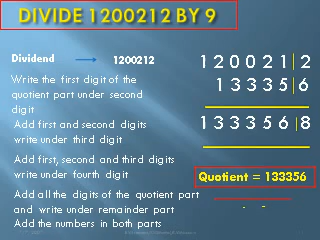 DIVIDE 1200212 BY 9
Dividend 1200212
Write the first digit of the
quotient part under second
digit
Add first and second digits
write under third digit
Add first, second and third digits
write under fourth digit
Add all the digits of the quotient part
and write under remainder part
Add the numbers in both parts
1 2 0 0 2 1 2
1 3 3 3 5 6
1 3 3 3 5 6 8
Quotient = 133356